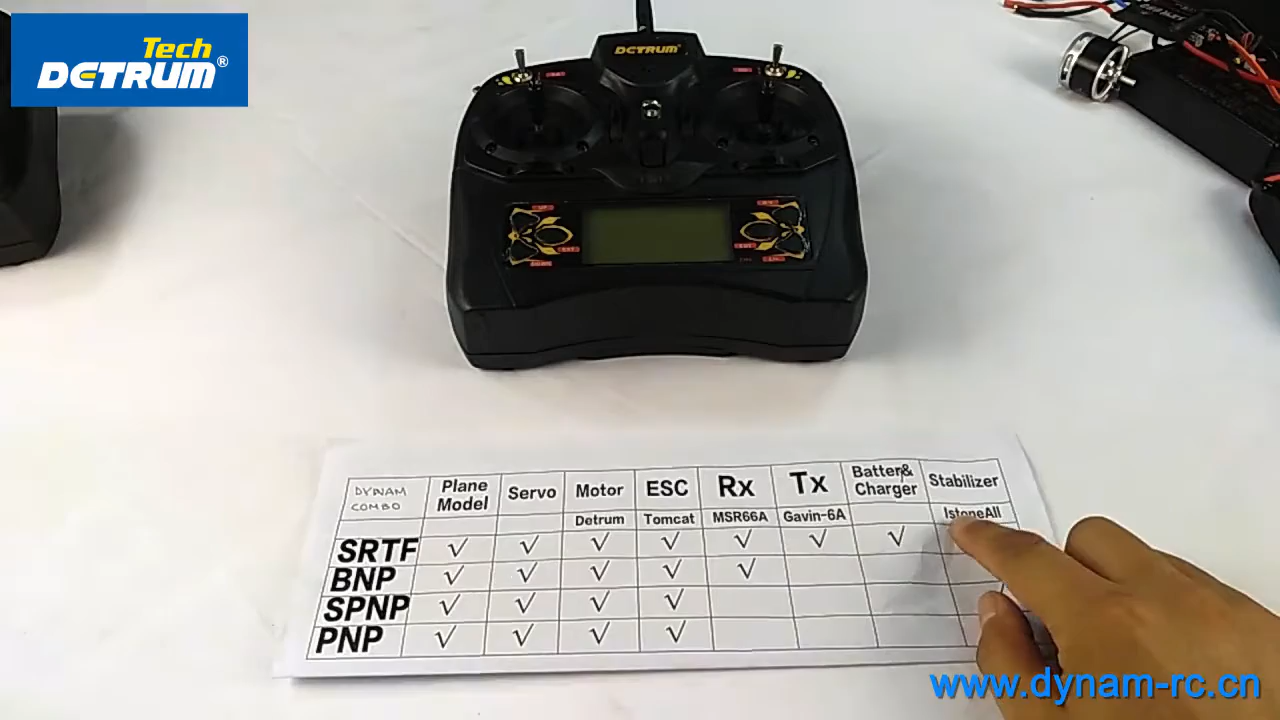 Tech
DETRUM®
DETRUM
DYNAM COMBO Plane Model Servo Motor ESC Rx Tx Batter& Charger Stabilizer
Detrum Tomcat MSR66A Gavin-6A IstoneAll
SRTF √ √ √ √ √ √ √
BNP √ √ √ √ √
SPNP √ √ √ √
PNP √ √ √ √
www.dynam-rc.cn